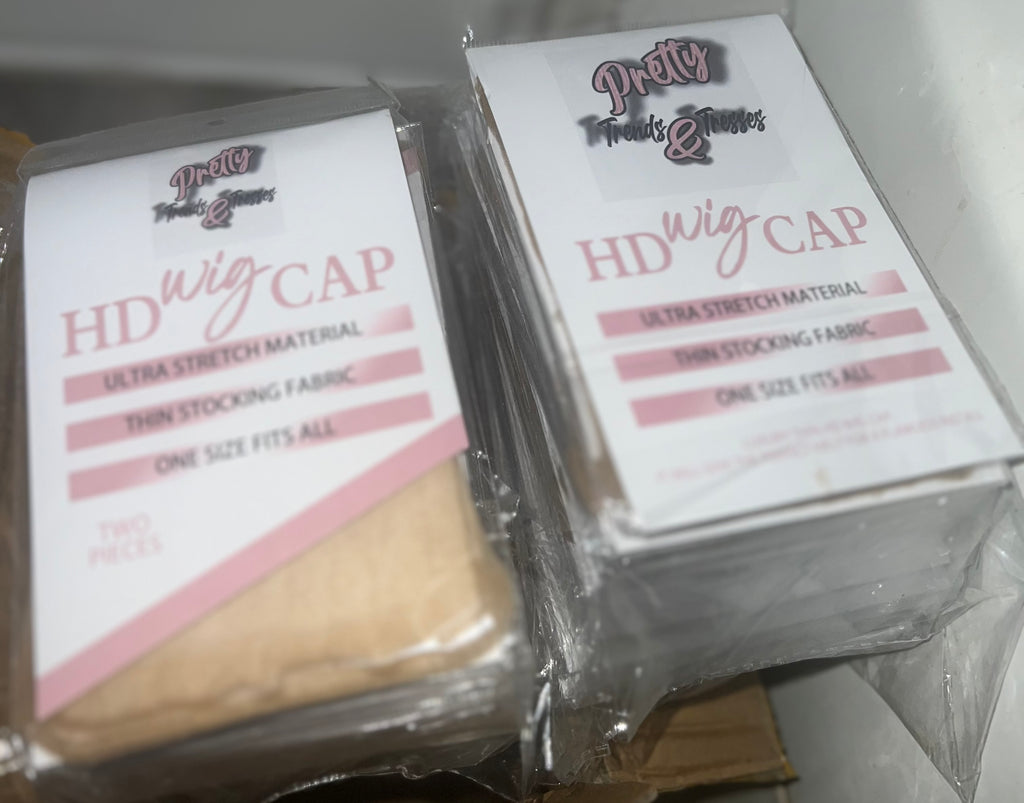 Pretty
Trends & Tresses
HD wig CAP
ULTRA STRETCH MATERIAL
THIN STOCKING FABRIC
ONE SIZE FITS ALL
TWO
PIECES
Pretty
Trends & Tresses
HD wig CAP
ULTRA STRETCH MATERIAL
THIN STOCKING FABRIC
ONE SIZE FITS ALL